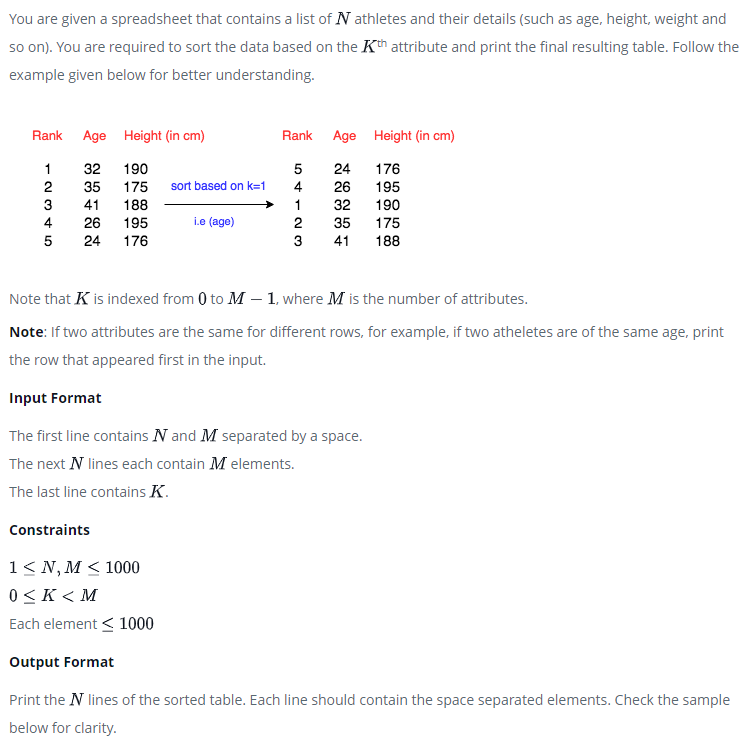 You are given a spreadsheet that contains a list of N athletes and their details (such as age, height, weight and
so on). You are required to sort the data based on the Kth attribute and print the final resulting table. Follow the
example given below for better understanding.
Rank Age Height (in cm) Rank Age Height (in cm)
1 32 190 5 24 176
2 35 175 sort based on k=1 4 26 195
3 41 188 1 32 190
4 26 195 i.e (age) 2 35 175
5 24 176 3 41 188
Note that K is indexed from 0 to M − 1, where M is the number of attributes.
Note: If two attributes are the same for different rows, for example, if two atheletes are of the same age, print
the row that appeared first in the input.
Input Format
The first line contains N and M separated by a space.
The next N lines each contain M elements.
The last line contains K.
Constraints
1 ≤ N, M ≤ 1000
0 ≤ K < M
Each element ≤ 1000
Output Format
Print the N lines of the sorted table. Each line should contain the space separated elements. Check the sample
below for clarity.